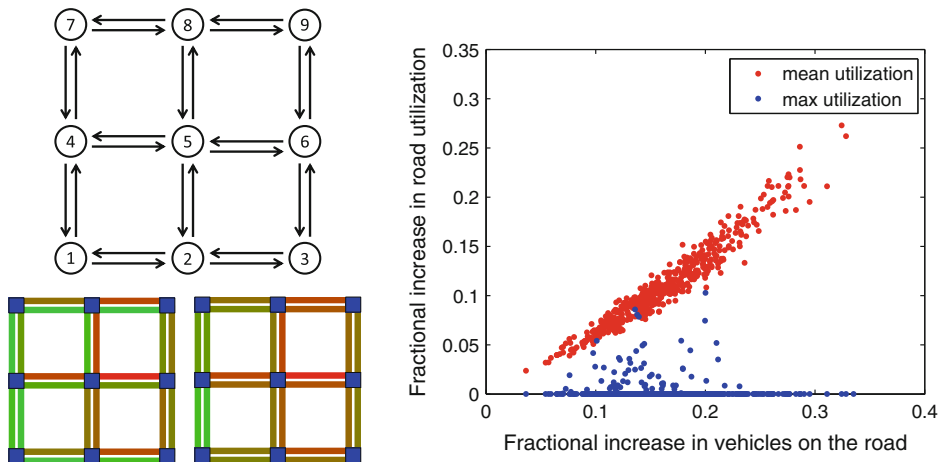 7 8 9
4 5 6
1 2 3
Fractional increase in road utilization
0.35
0.3
0.25
0.2
0.15
0.1
0.05
0
mean utilization
max utilization
0 0.1 0.2 0.3 0.4
Fractional increase in vehicles on the road